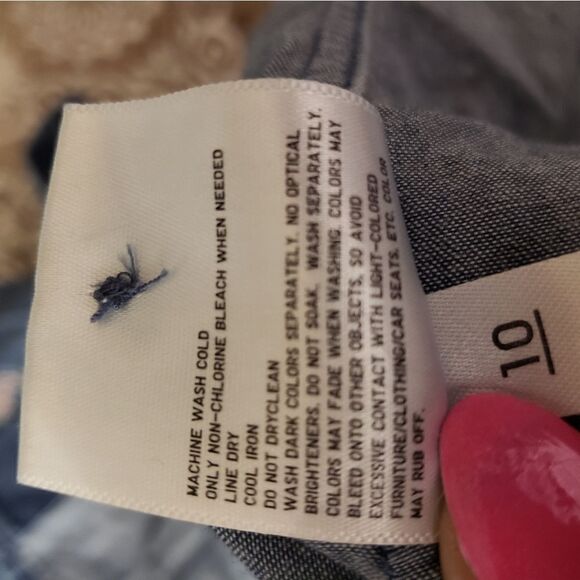 MACHINE WASH COLD
ONLY NON-CHLORINE BLEACH WHEN NEEDED
LINE DRY
COOL IRON
DO NOT DRYCLEAN
WASH DARK COLORS SEPARATELY. NO OPTICAL
BRIGHTENERS. DO NOT SOAK. WASH SEPARATELY.
COLORS MAY FADE WHEN WASHING. COLORS MAY
BLEED ONTO OTHER OBJECTS, SO AVOID
EXCESSIVE CONTACT WITH LIGHT-COLORED
FURNITURE/CLOTHING/CAR SEATS, ETC. COLOR
MAY RUB OFF.
10